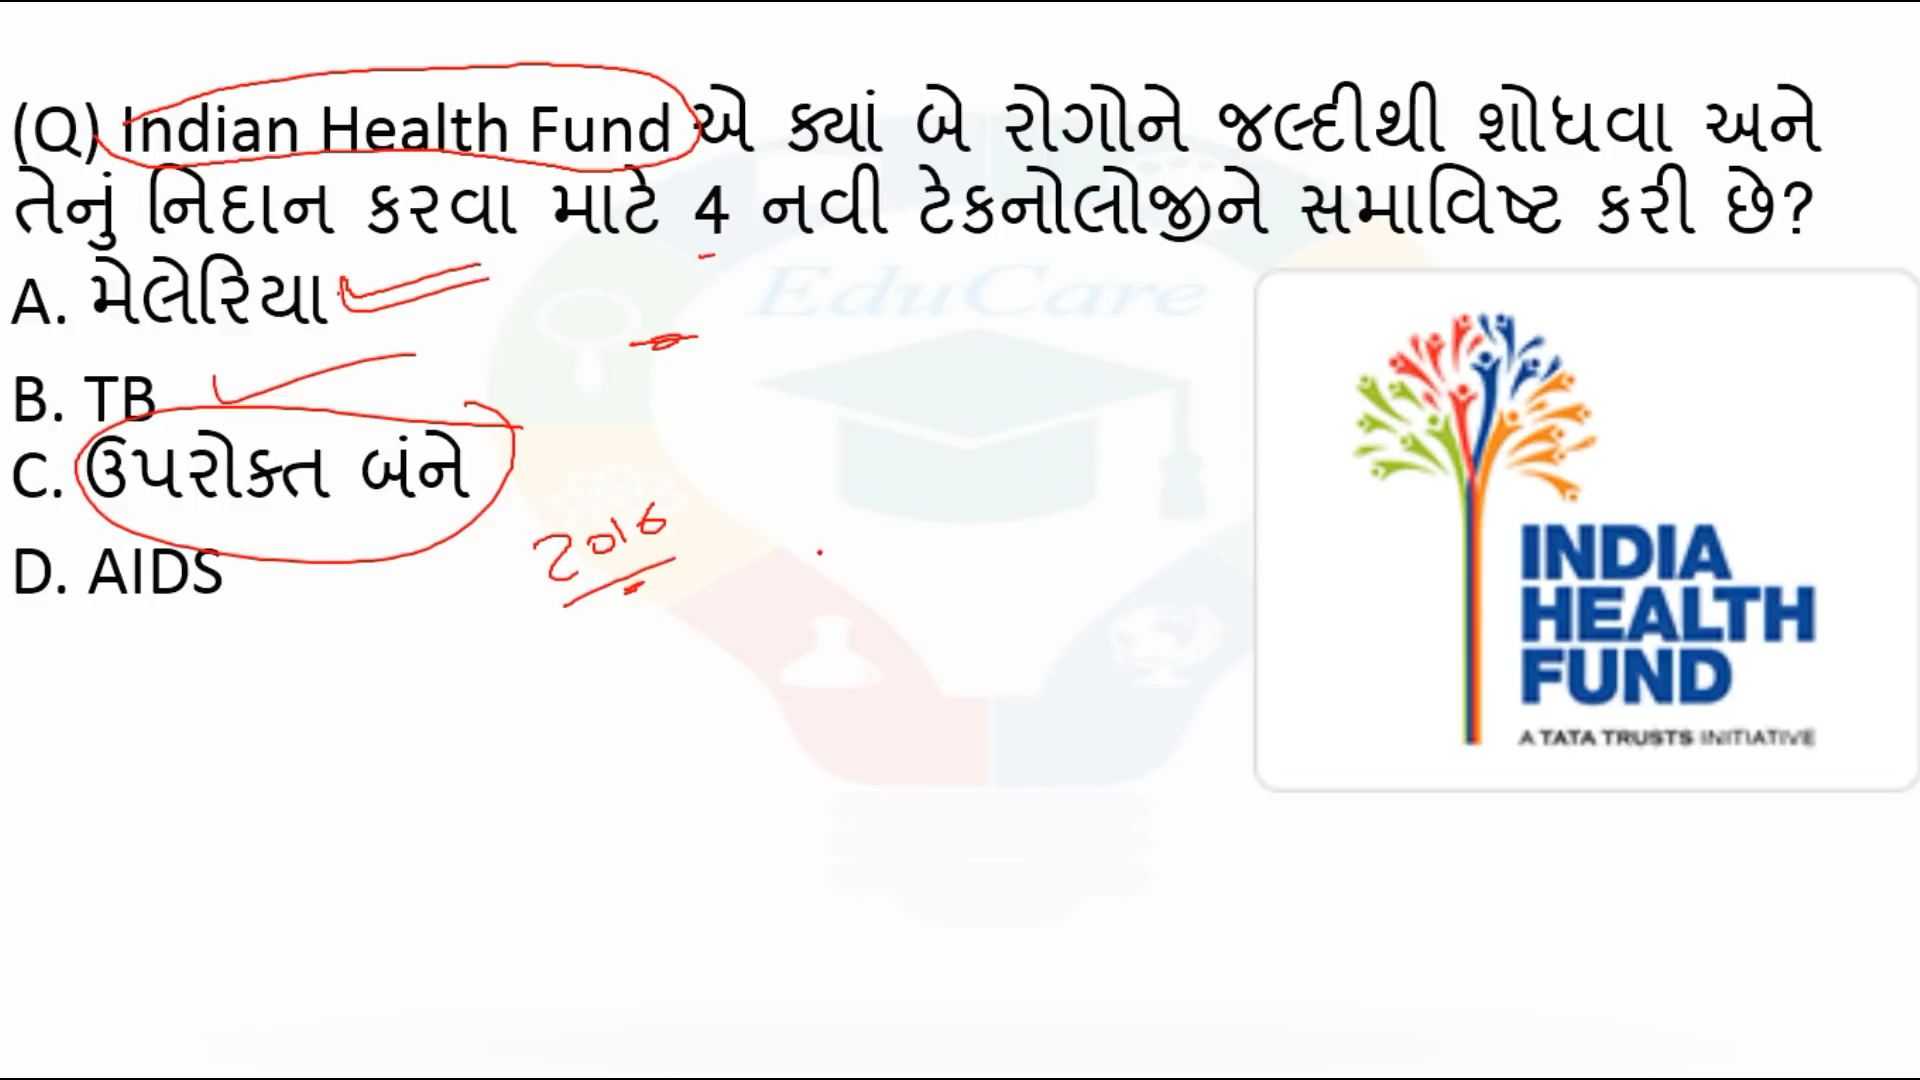 (Q) Indian Health Fund એ ક્યાં બે રોગોને જલ્દીથી શોધવા અને
તેનું નિદાન કરવા માટે 4 નવી ટેકનોલોજીને સમાવિષ્ટ કરી છે?
A. મેલેરિયા
B. TB
C. ઉપરોક્ત બંને
D. AIDS
2016
EduCare
INDIA
HEALTH
FUND
A TATA TRUSTS INITIATIVE